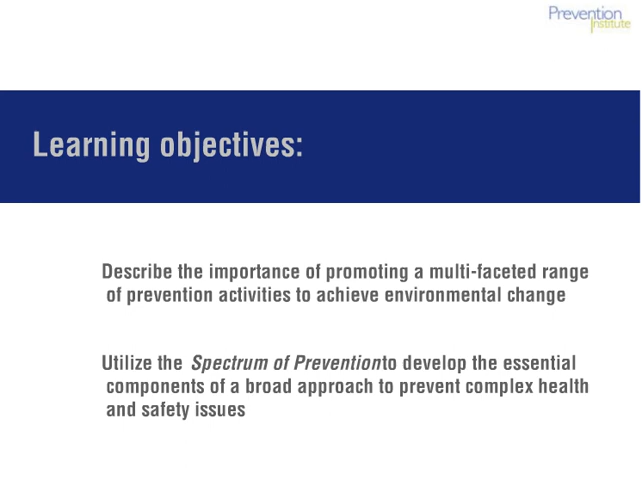 Prevention
Institute
Learning objectives:
Describe the importance of promoting a multi-faceted range
of prevention activities to achieve environmental change
Utilize the Spectrum of Preventionto develop the essential
components of a broad approach to prevent complex health
and safety issues